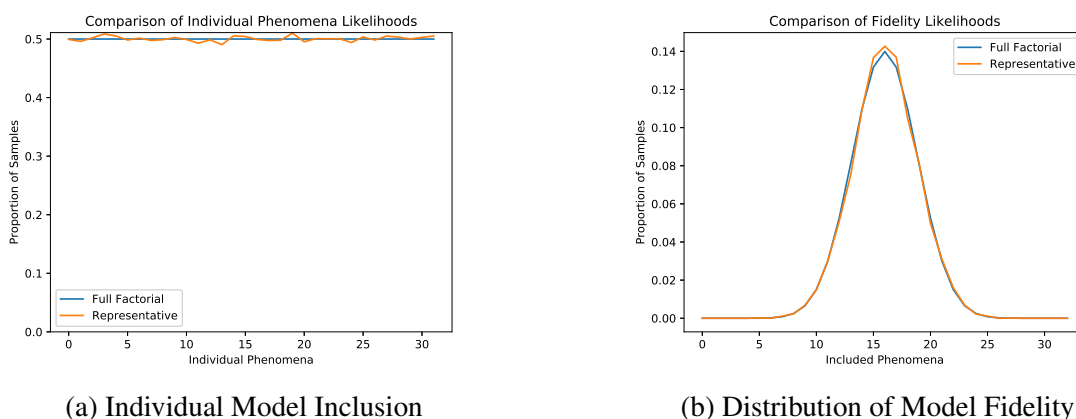 Comparison of Individual Phenomena Likelihoods
0.5
0.4
0.3
0.2
0.1
0.0
Proportion of Samples
Full Factorial
Representative
0 5 10 15 20 25 30
Individual Phenomena
(a) Individual Model Inclusion
Comparison of Fidelity Likelihoods
0.14
0.12
0.10
0.08
0.06
0.04
0.02
0.00
Proportion of Samples
Full Factorial
Representative
0 5 10 15 20 25 30
Included Phenomena
(b) Distribution of Model Fidelity